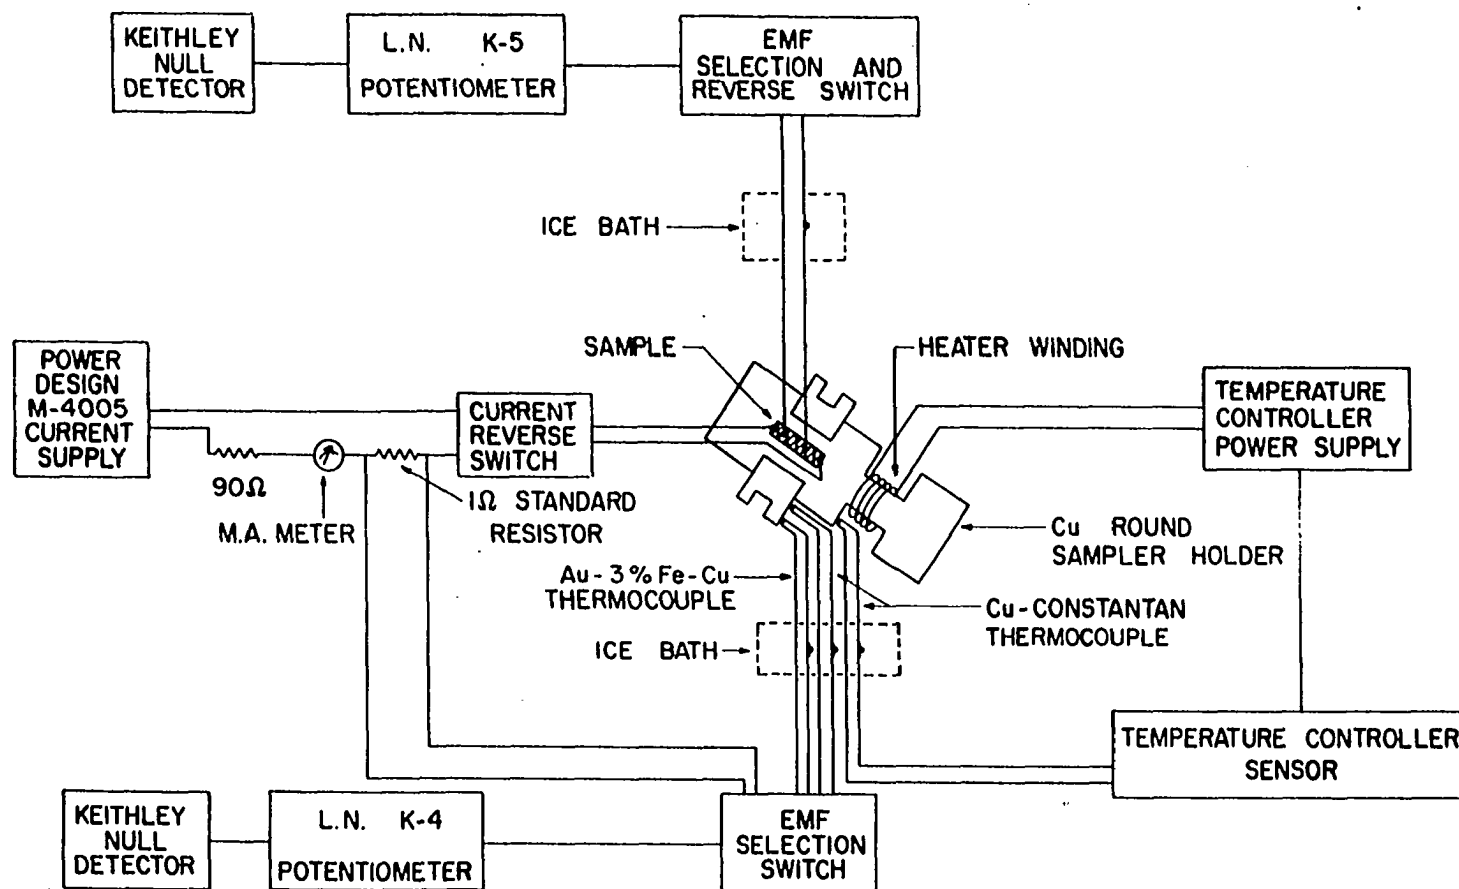 KEITHLEY
NULL
DETECTOR
L.N. K-5
POTENTIOMETER
EMF
SELECTION AND
REVERSE SWITCH
ICE BATH
SAMPLE
HEATER WINDING
POWER
DESIGN
M-4005
CURRENT
SUPPLY
CURRENT
REVERSE
SWITCH
TEMPERATURE
CONTROLLER
POWER SUPPLY
90Ω
M.A. METER
1Ω STANDARD
RESISTOR
Cu ROUND
SAMPLER HOLDER
Au-3%Fe-Cu
THERMOCOUPLE
Cu-CONSTANTAN
THERMOCOUPLE
ICE BATH
TEMPERATURE CONTROLLER
SENSOR
KEITHLEY
NULL
DETECTOR
L.N. K-4
POTENTIOMETER
EMF
SELECTION
SWITCH